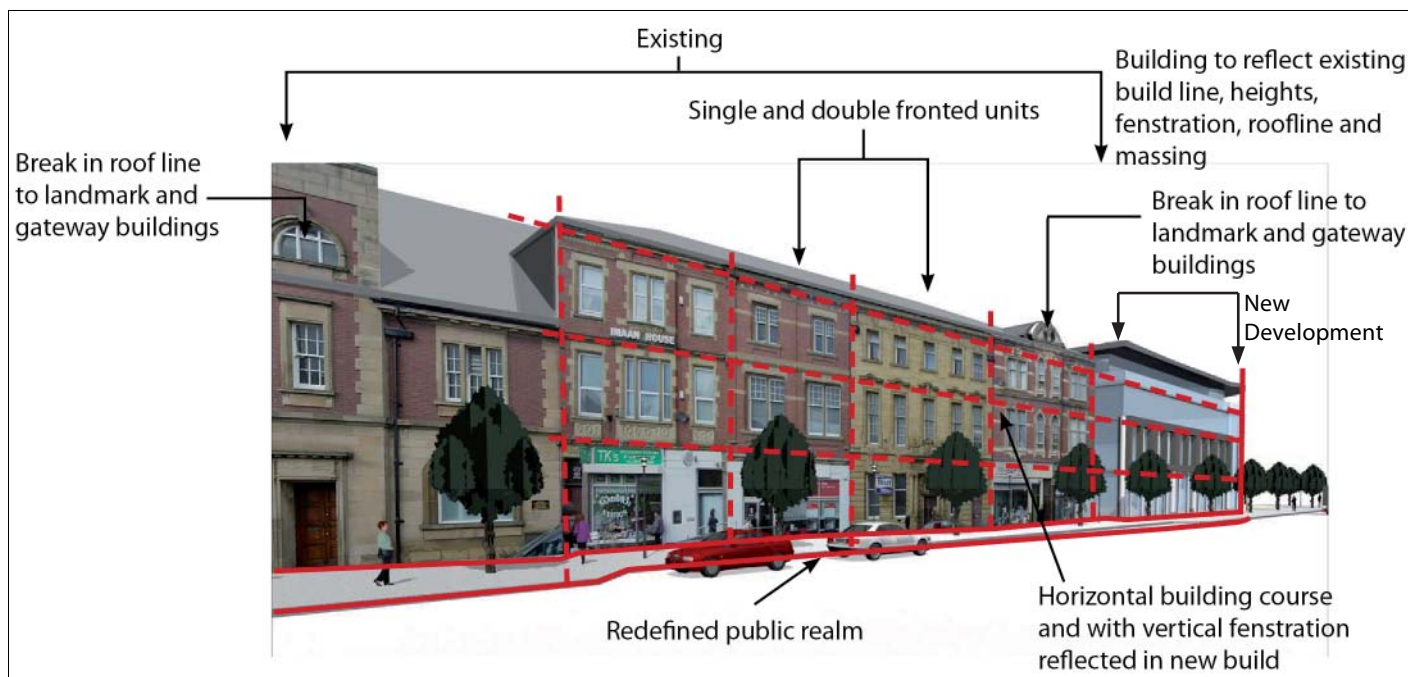 Existing
Building to reflect existing
build line, heights,
fenstration, roofline and
massing
Single and double fronted units
Break in roof line
to landmark and
gateway buildings
Break in roof line to
landmark and gateway
buildings
New
Development
IMAAN HOUSE
TK's
Horizontal building course
and with vertical fenstration
reflected in new build
Redefined public realm